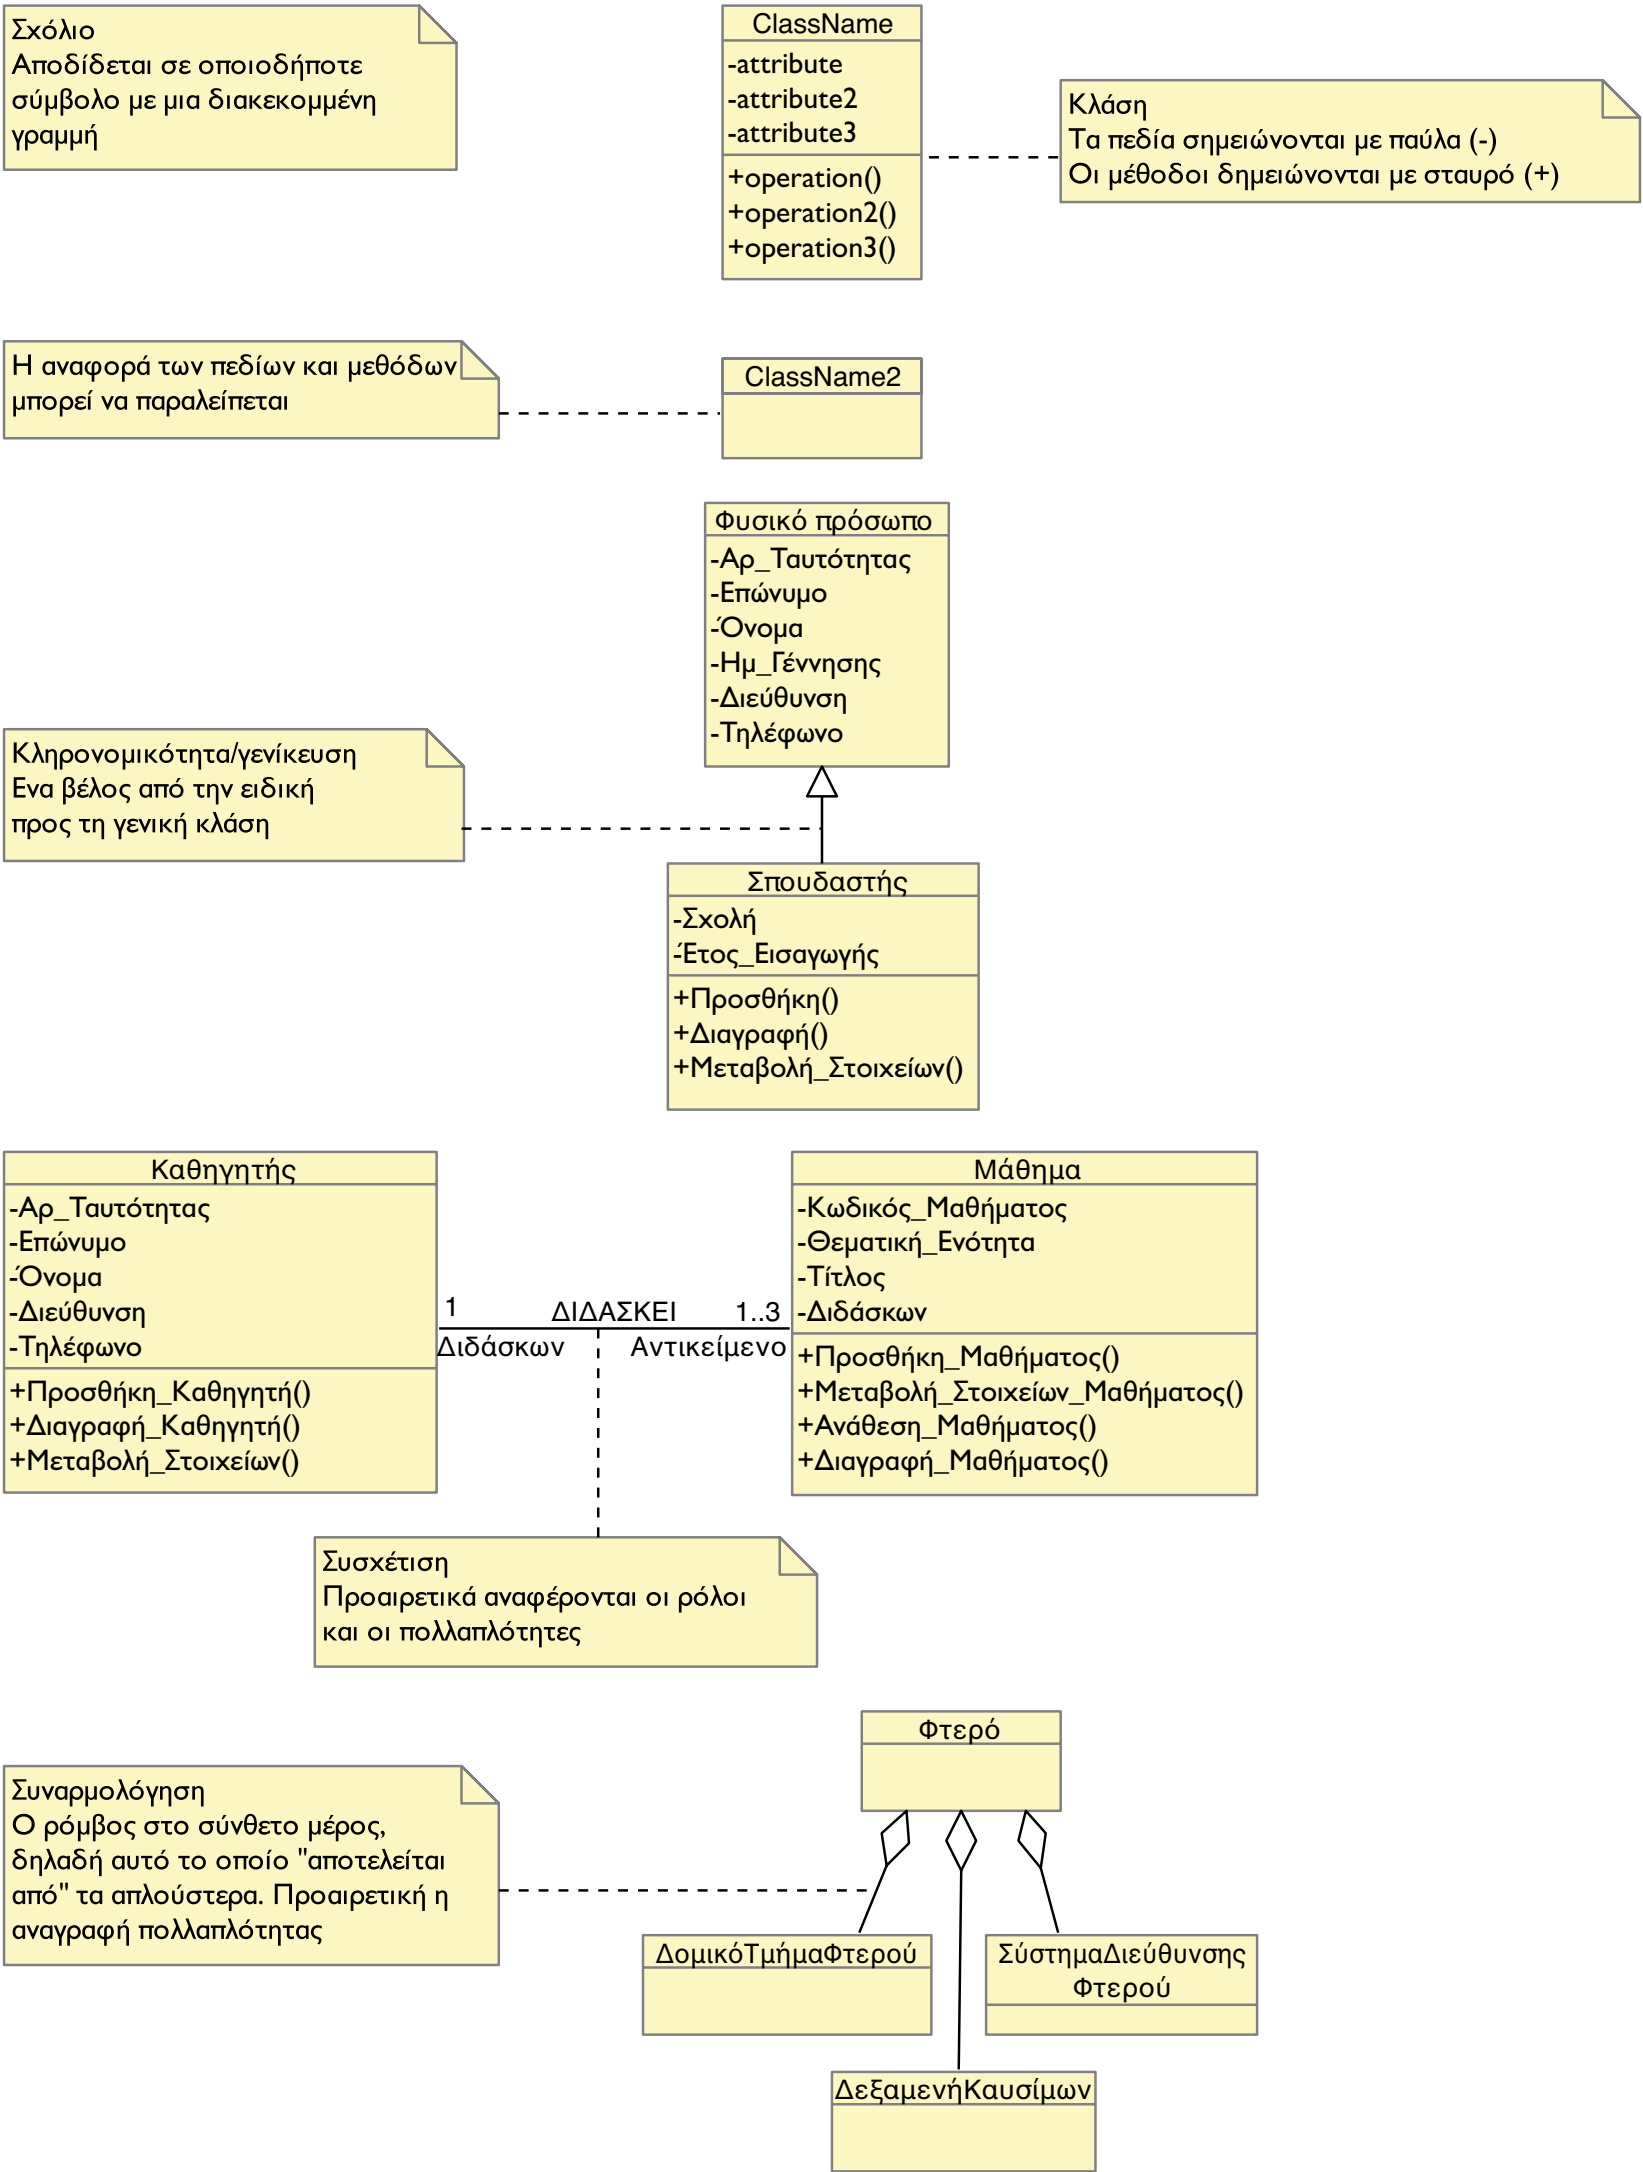 Σχόλιο
Αποδίδεται σε οποιοδήποτε
σύμβολο με μια διακεκομμένη
γραμμή
ClassName
-attribute
-attribute2
-attribute3
+operation()
+operation2()
+operation3()
Κλάση
Τα πεδία σημειώνονται με παύλα (-)
Οι μέθοδοι δημειώνονται με σταυρό (+)
Η αναφορά των πεδίων και μεθόδων
μπορεί να παραλείπεται
ClassName2
Φυσικό πρόσωπο
-Αρ_Ταυτότητας
-Επώνυμο
-Όνομα
-Ημ_Γέννησης
-Διεύθυνση
-Τηλέφωνο
Κληρονομικότητα/γενίκευση
Ενα βέλος από την ειδική
προς τη γενική κλάση
Σπουδαστής
-Σχολή
-Έτος_Εισαγωγής
+Προσθήκη()
+Διαγραφή()
+Μεταβολή_Στοιχείων()
Καθηγητής
-Αρ_Ταυτότητας
-Επώνυμο
-Όνομα
-Διεύθυνση
-Τηλέφωνο
+Προσθήκη_Καθηγητή()
+Διαγραφή_Καθηγητή()
+Μεταβολή_Στοιχείων()
1 ΔΙΔΑΣΚΕΙ 1..3
Διδάσκων Αντικείμενο
Μάθημα
-Κωδικός_Μαθήματος
-Θεματική_Ενότητα
-Τίτλος
-Διδάσκων
+Προσθήκη_Μαθήματος()
+Μεταβολή_Στοιχείων_Μαθήματος()
+Ανάθεση_Μαθήματος()
+Διαγραφή_Μαθήματος()
Συσχέτιση
Προαιρετικά αναφέρονται οι ρόλοι
και οι πολλαπλότητες
Φτερό
Συναρμολόγηση
Ο ρόμβος στο σύνθετο μέρος,
δηλαδή αυτό το οποίο "αποτελείται
από" τα απλούστερα. Προαιρετική η
αναγραφή πολλαπλότητας
ΔομικόΤμήμαΦτερού
ΣύστημαΔιεύθυνσης
Φτερού
ΔεξαμενήΚαυσίμων